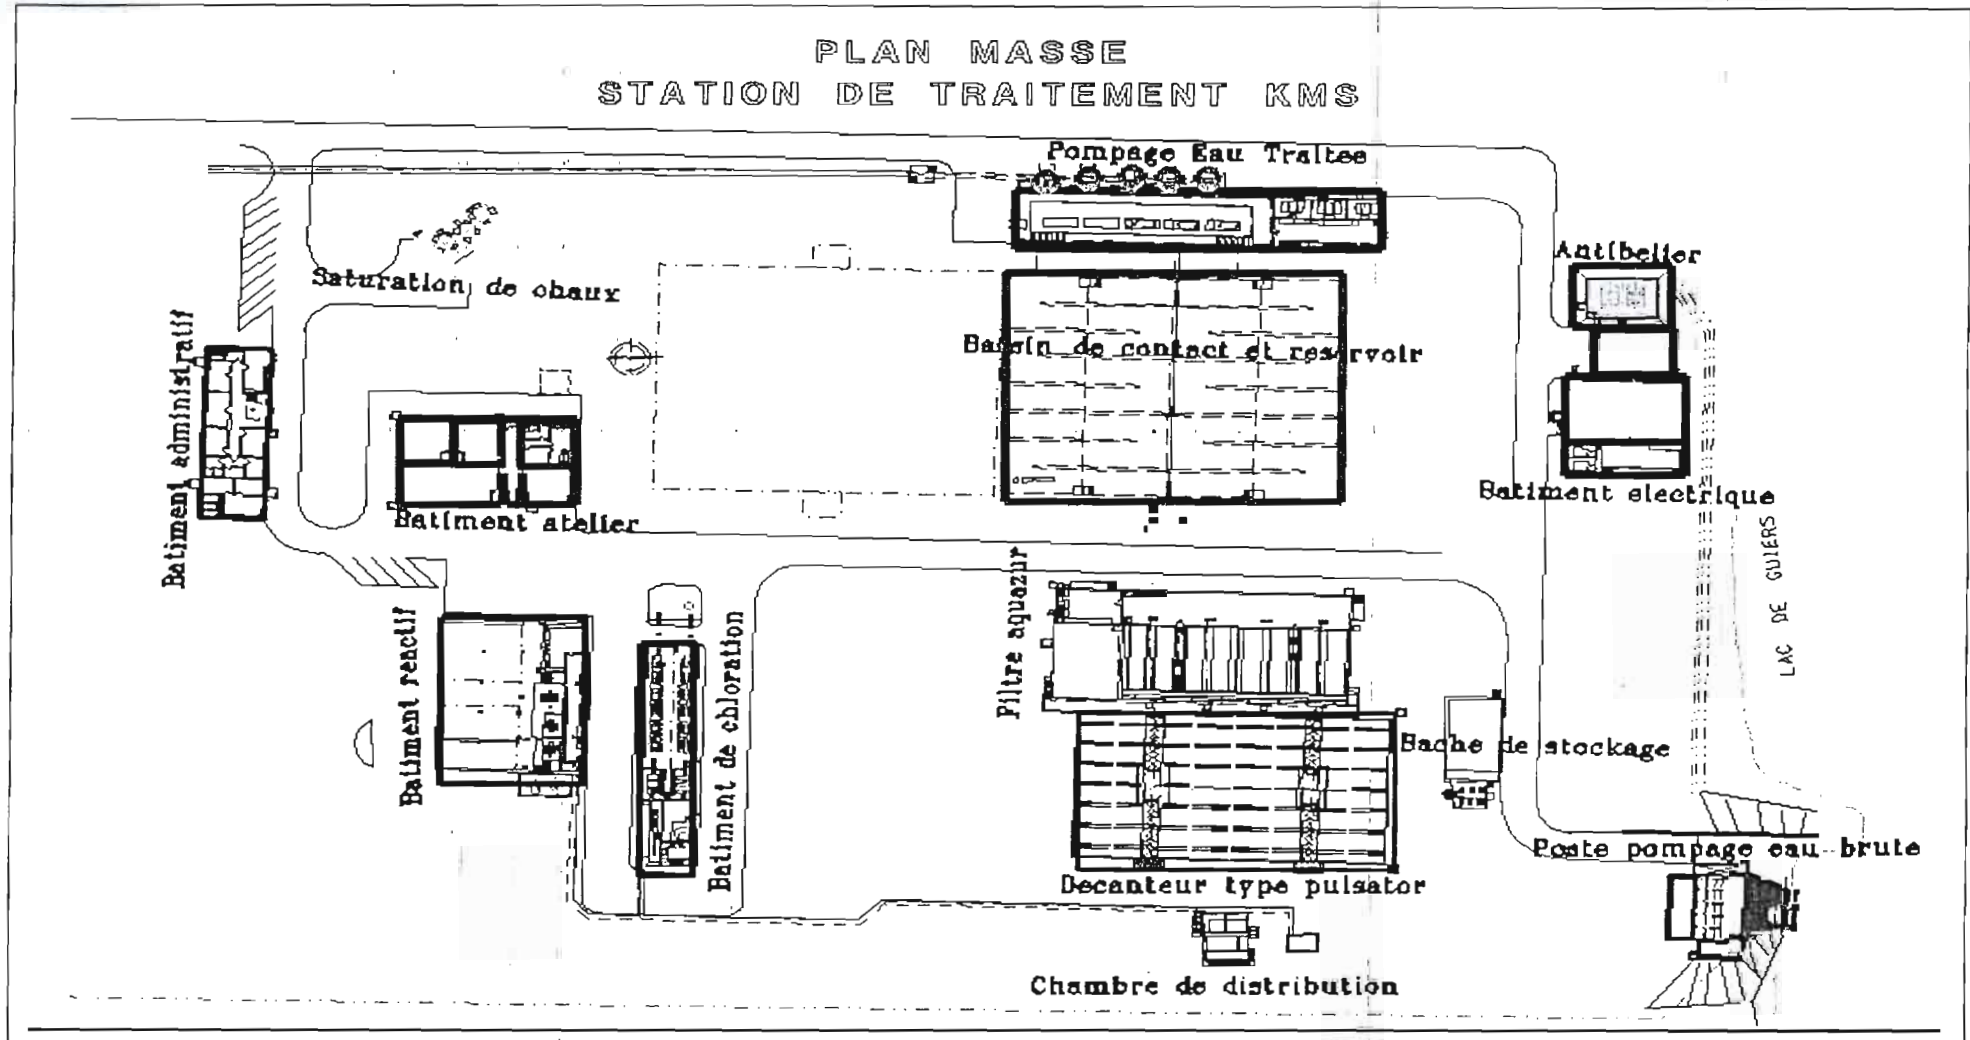 PLAN MASSE
STATION DE TRAITEMENT KMS
Pompage Eau Traitee
Antibelier
Saturation de chaux
Bassin de contact et reservoir
Batiment administratif
Batiment electrique
Batiment atelier
LAC DE GUIERS
Filtre aquazur
Batiment reactif
Batiment de chloration
Bache de stockage
Poste pompage eau brute
Decanteur type pulsator
Chambre de distribution